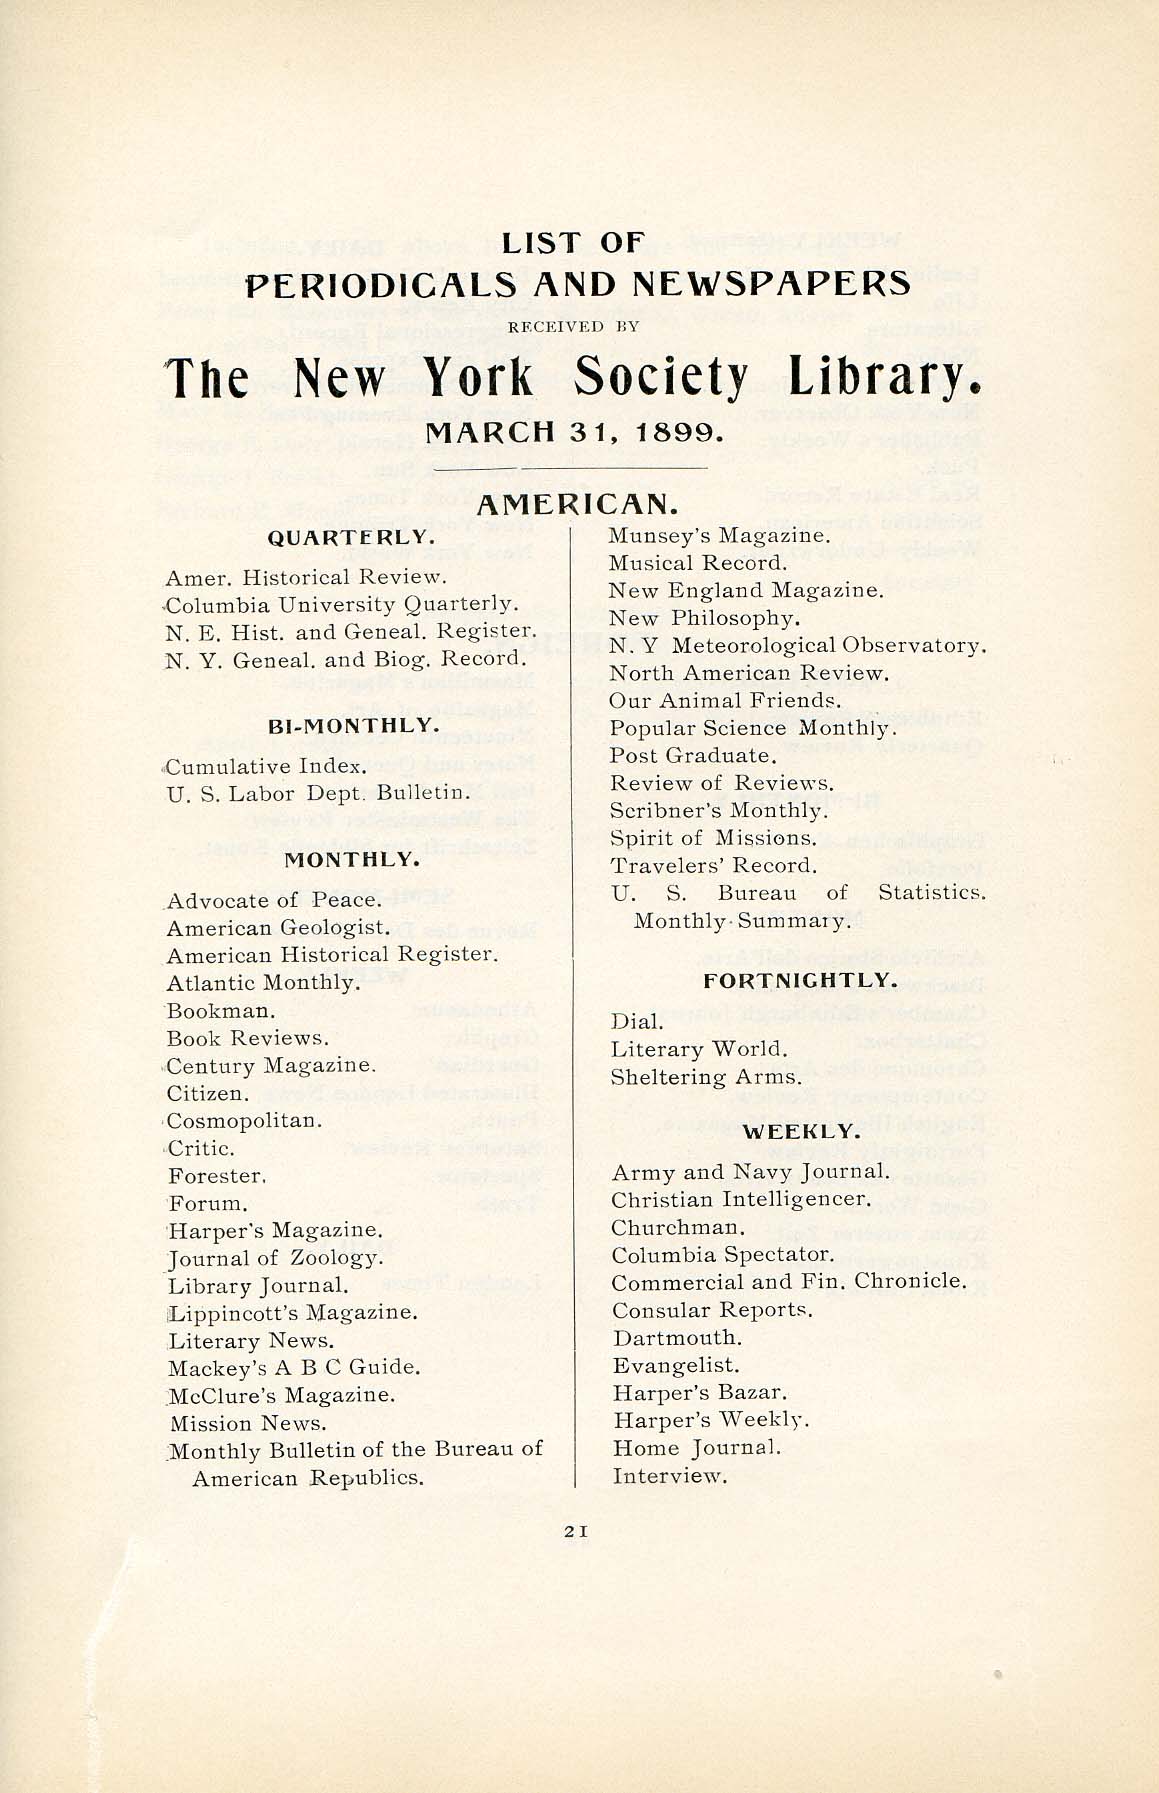 LIST OF
PERIODICALS AND NEWSPAPERS
RECEIVED BY
The New York Society Library.
MARCH 31, 1899.
AMERICAN.
QUARTERLY.
Amer. Historical Review.
Columbia University Quarterly.
N. E. Hist. and Geneal. Register.
N. Y. Geneal. and Biog. Record.
BI-MONTHLY.
Cumulative Index.
U. S. Labor Dept. Bulletin.
MONTHLY.
Advocate of Peace.
American Geologist.
American Historical Register.
Atlantic Monthly.
Bookman.
Book Reviews.
Century Magazine.
Citizen.
Cosmopolitan.
Critic.
Forester.
Forum.
Harper's Magazine.
Journal of Zoology.
Library Journal.
Lippincott's Magazine.
Literary News.
Mackey's A B C Guide.
McClure's Magazine.
Mission News.
Monthly Bulletin of the Bureau of
American Republics.
Munsey's Magazine.
Musical Record.
New England Magazine.
New Philosophy.
N. Y Meteorological Observatory.
North American Review.
Our Animal Friends.
Popular Science Monthly.
Post Graduate.
Review of Reviews.
Scribner's Monthly.
Spirit of Missions.
Travelers' Record.
U. S. Bureau of Statistics.
Monthly Summary.
FORTNIGHTLY.
Dial.
Literary World.
Sheltering Arms.
WEEKLY.
Army and Navy Journal.
Christian Intelligencer.
Churchman.
Columbia Spectator.
Commercial and Fin. Chronicle.
Consular Reports.
Dartmouth.
Evangelist.
Harper's Bazar.
Harper's Weekly.
Home Journal.
Interview.
21